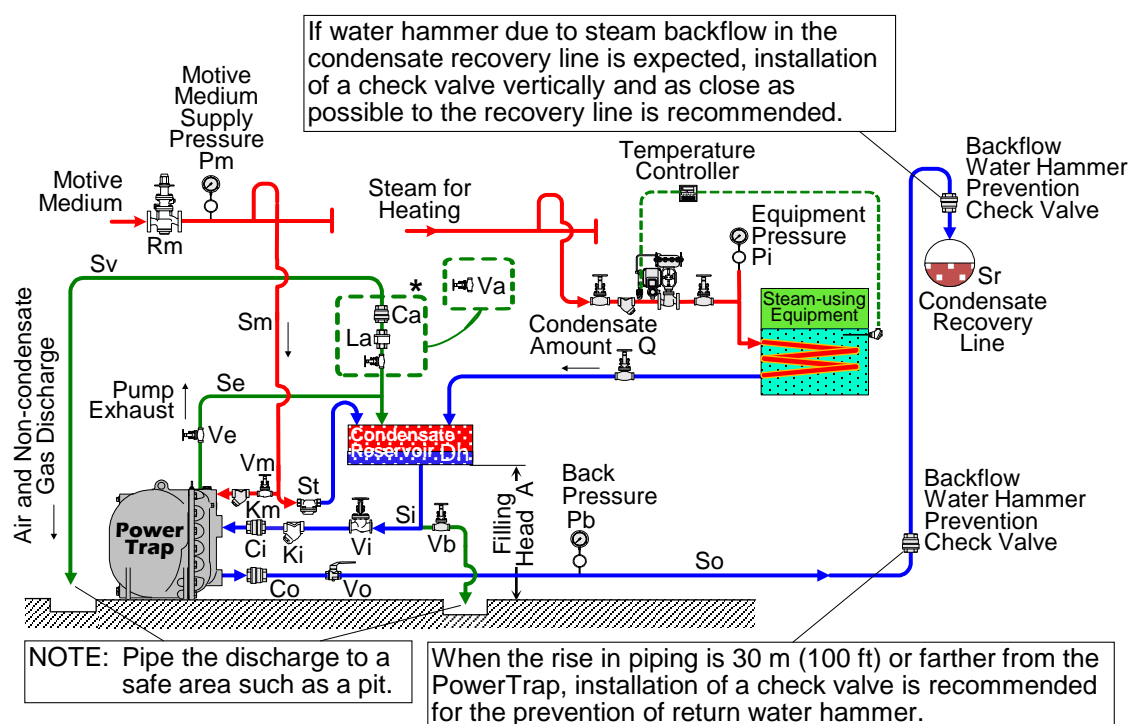 If water hammer due to steam backflow in the
condensate recovery line is expected, installation
of a check valve vertically and as close as
possible to the recovery line is recommended.
Motive
Medium
Supply
Pressure
Pm
Motive
Medium
Rm
Steam for
Heating
Temperature
Controller
Equipment
Pressure
Pi
Backflow
Water Hammer
Prevention
Check Valve
Sr
Condensate
Recovery
Line
Sv
Sm
*
Va
Ca
La
Steam-using
Equipment
Condensate
Amount Q
Air and Non-condensate
Gas Discharge
Pump
Exhaust
Se
Ve
Condensate
Reservoir Dh
Vm
Km
St
Power
Trap
Si
Ci
Ki
Vi
Vb
Filling
Head A
Back
Pressure
Pb
Backflow
Water Hammer
Prevention
Check Valve
Co
Vo
So
NOTE: Pipe the discharge to a
safe area such as a pit.
When the rise in piping is 30 m (100 ft) or farther from the
PowerTrap, installation of a check valve is recommended
for the prevention of return water hammer.